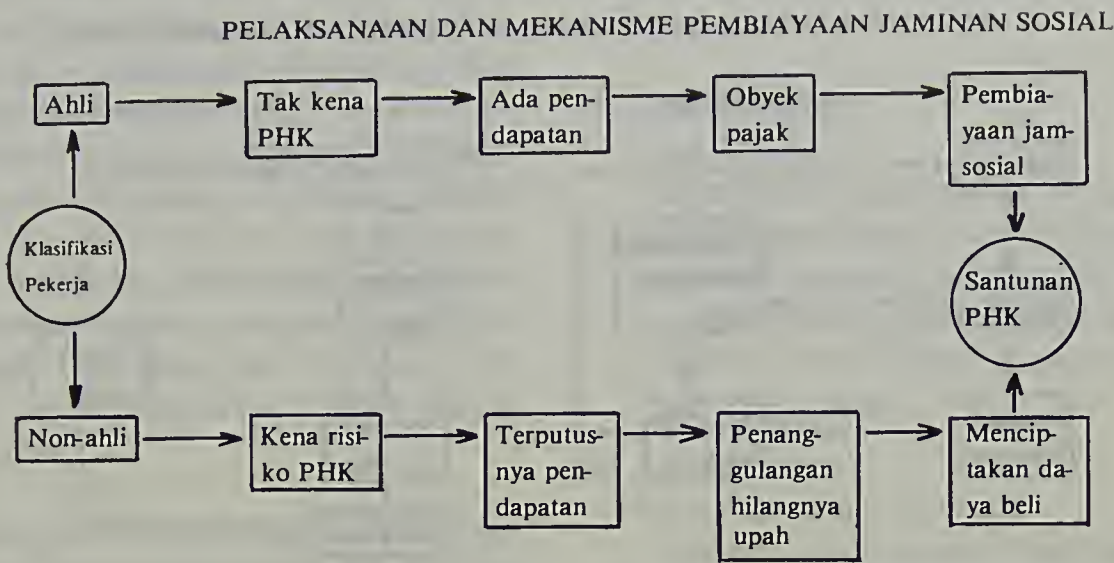 PELAKSANAAN DAN MEKANISME PEMBIAYAAN JAMINAN SOSIAL
Ahli
Tak kena
PHK
Ada pen-
dapatan
Obyek
pajak
Pembia-
yaan jam-
sosial
Klasifikasi
Pekerja
Santunan
PHK
Non-ahli
Kena risi-
ko PHK
Terputus-
nya pen-
dapatan
Penang-
gulangan
hilangnya
upah
Mencip-
takan da-
ya beli